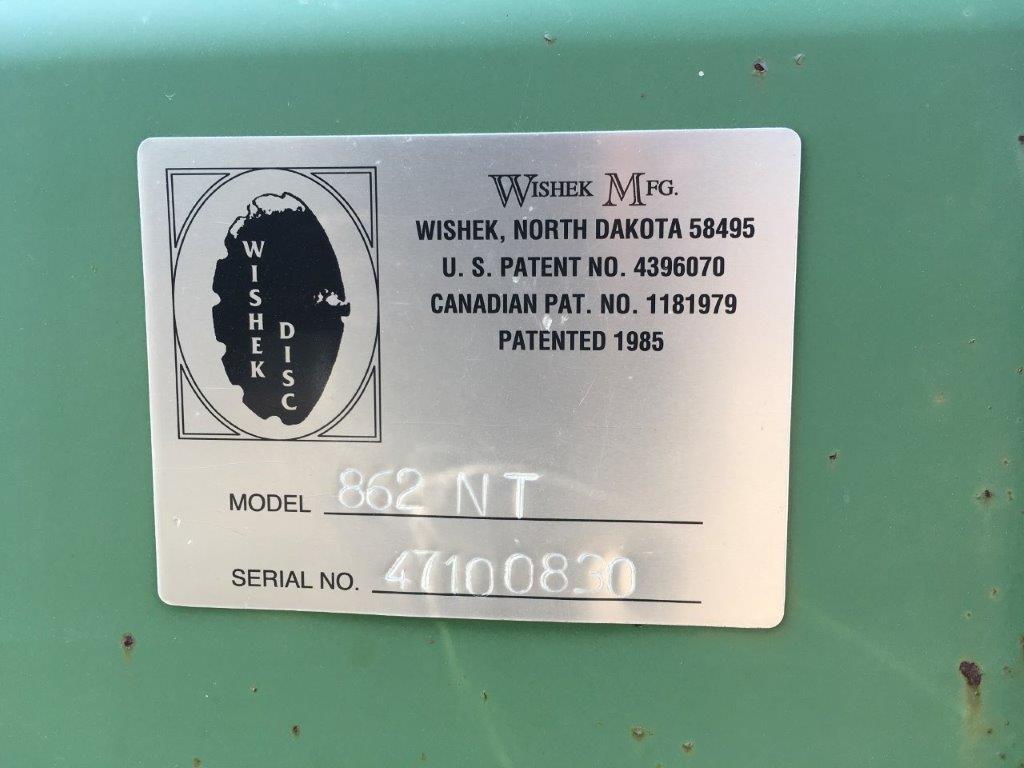 WISHEK
DISC
WISHEK MFG.
WISHEK, NORTH DAKOTA 58495
U. S. PATENT NO. 4396070
CANADIAN PAT. NO. 1181979
PATENTED 1985
MODEL 862 NT
SERIAL NO. 47100830